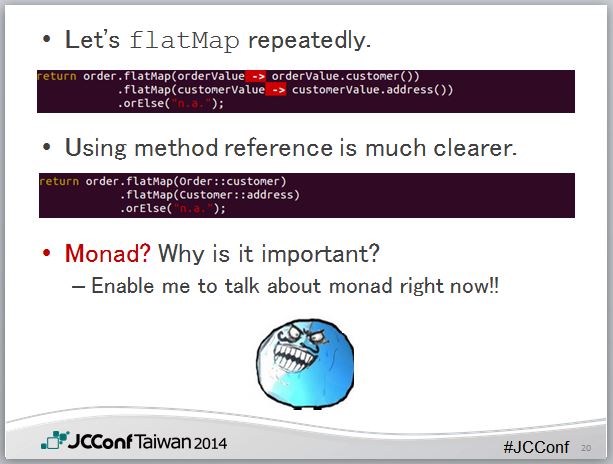 • Let's flatMap repeatedly.
return order.flatMap(orderValue -> orderValue.customer())
.flatMap(customerValue -> customerValue.address())
.orElse("n.a.");
• Using method reference is much clearer.
return order.flatMap(Order::customer)
.flatMap(Customer::address)
.orElse("n.a.");
• Monad? Why is it important?
– Enable me to talk about monad right now!!
JCConf Taiwan 2014
#JCConf 20